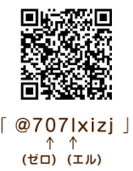 「 @707lxizj 」
↑ ↑
(ゼロ) (エル)